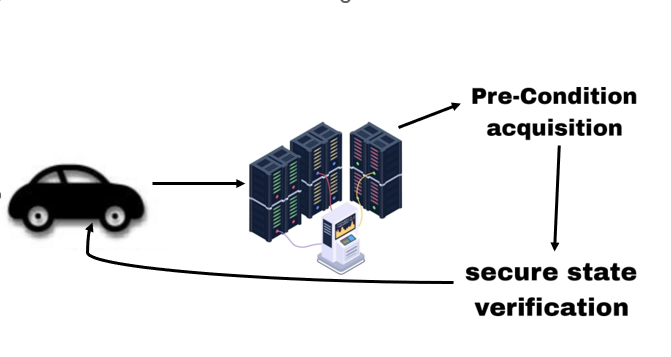 Pre-Condition
acquisition
secure state
verification